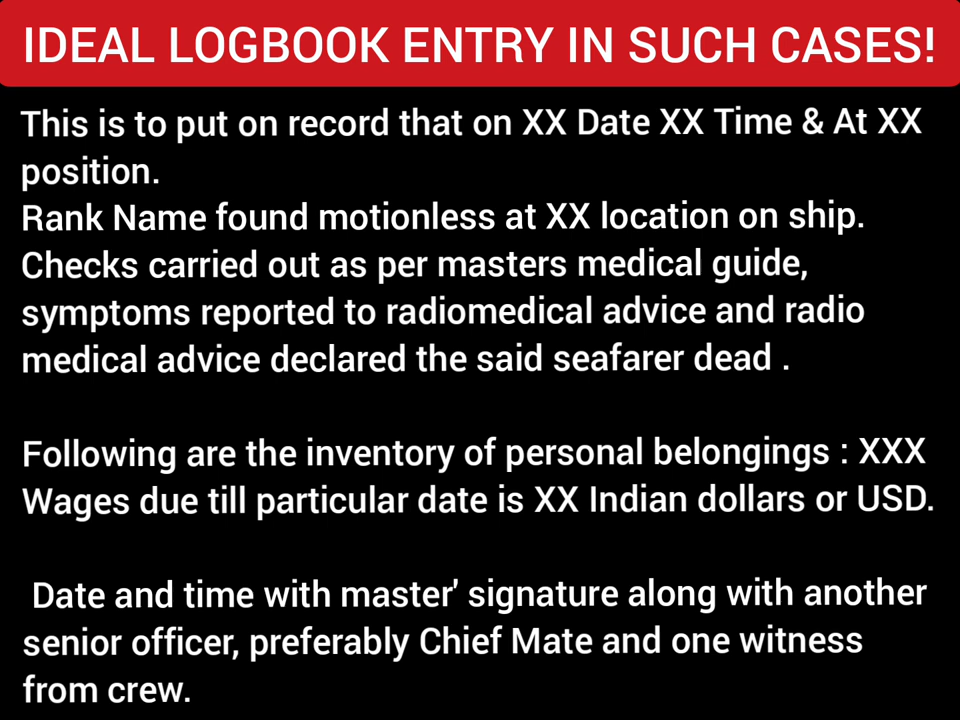 IDEAL LOGBOOK ENTRY IN SUCH CASES!
This is to put on record that on XX Date XX Time & At XX
position.
Rank Name found motionless at XX location on ship.
Checks carried out as per masters medical guide,
symptoms reported to radiomedical advice and radio
medical advice declared the said seafarer dead .
Following are the inventory of personal belongings : XXX
Wages due till particular date is XX Indian dollars or USD.
Date and time with master' signature along with another
senior officer, preferably Chief Mate and one witness
from crew.